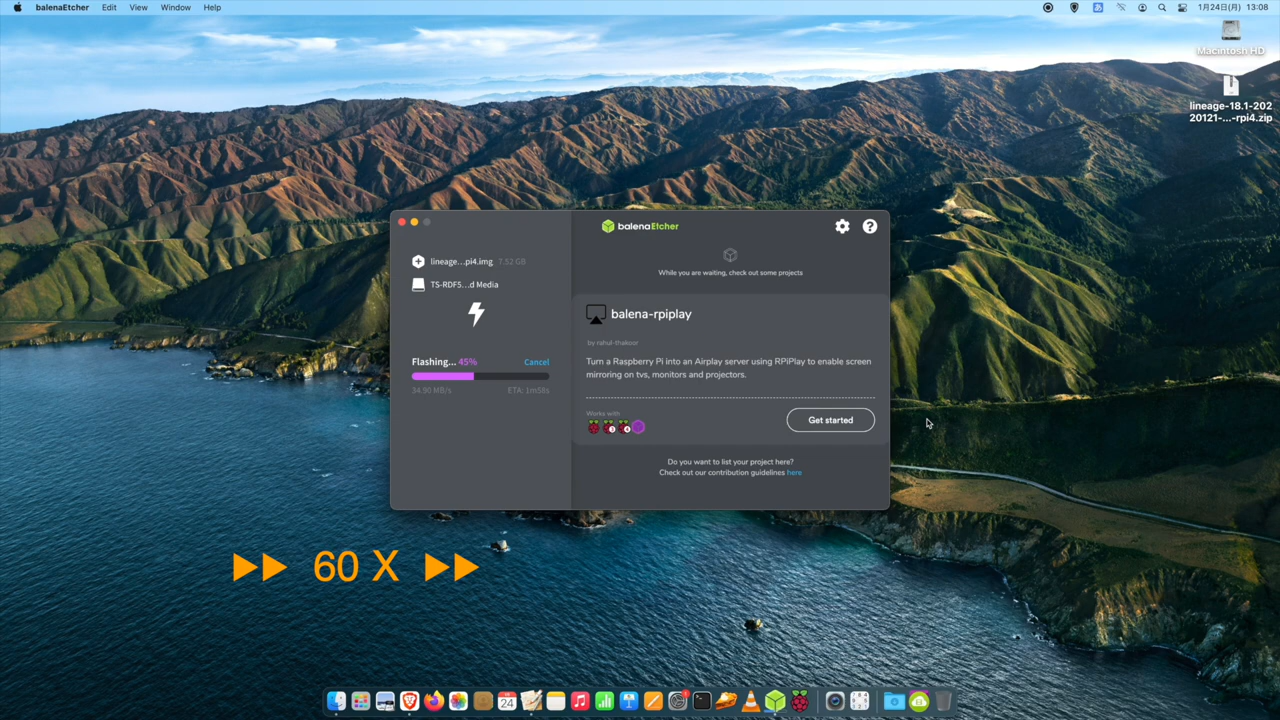 balenaEtcher Edit View Window Help
あ 1月24日(月) 13:08
Macintosh HD
lineage-18.1-202
20121-...-rpi4.zip
balenaEtcher
lineage...pi4.img 7.52 GB
TS-RDF5...d Media
Flashing... 45% Cancel
34.90 MB/s ETA: 1m58s
While you are waiting, check out some projects
balena-rpiplay
by rahul-thakoor
Turn a Raspberry Pi into an Airplay server using RPiPlay to enable screen
mirroring on tvs, monitors and projectors.
Works with
3 4
Get started
Do you want to list your project here?
Check out our contribution guidelines here
60 X
24